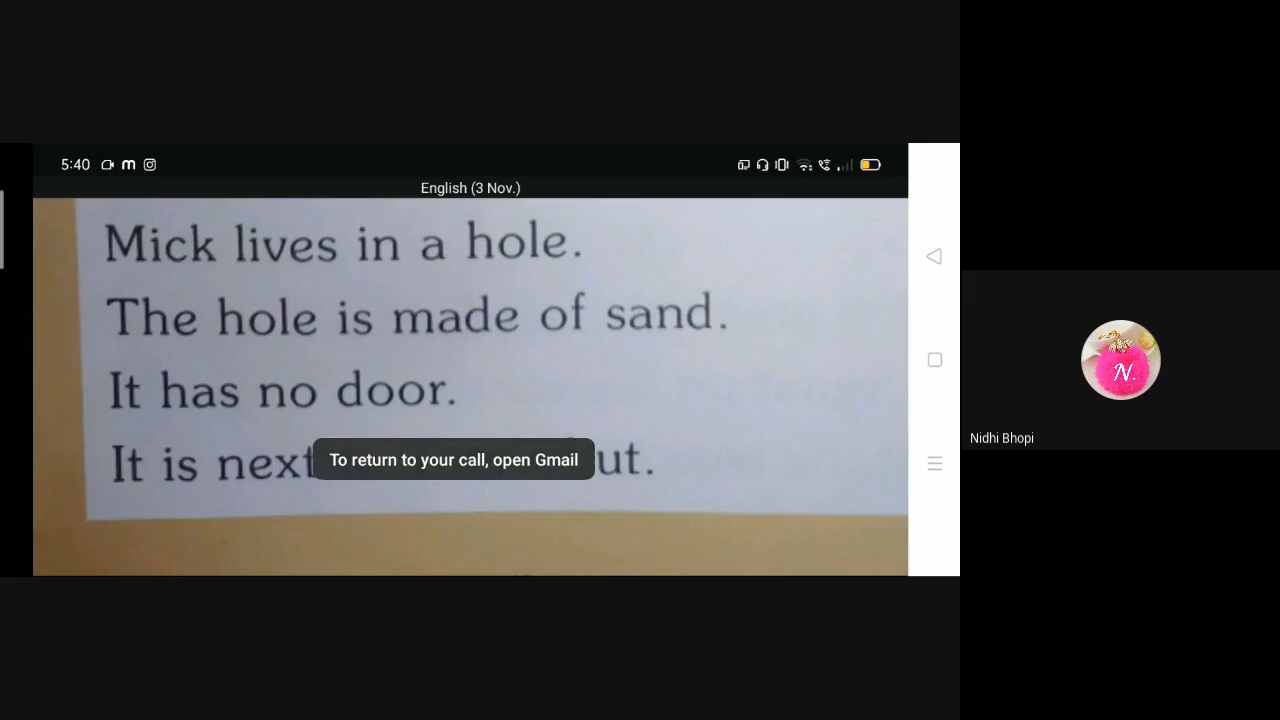 5:40
English (3 Nov.)
Mick lives in a hole.
The hole is made of sand.
It has no door.
It is next
To return to your call, open Gmail
ut.
N.
Nidhi Bhopi